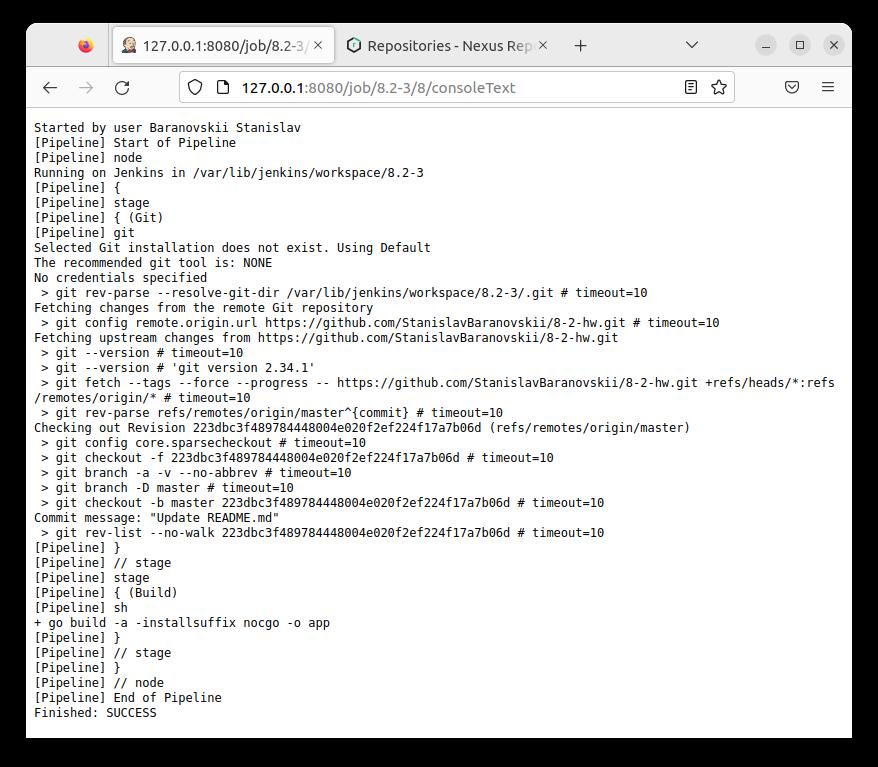 127.0.0.1:8080/job/8.2-3/
Repositories - Nexus Rep
127.0.0.1:8080/job/8.2-3/8/consoleText
Started by user Baranovskii Stanislav
[Pipeline] Start of Pipeline
[Pipeline] node
Running on Jenkins in /var/lib/jenkins/workspace/8.2-3
[Pipeline] {
[Pipeline] stage
[Pipeline] { (Git)
[Pipeline] git
Selected Git installation does not exist. Using Default
The recommended git tool is: NONE
No credentials specified
 > git rev-parse --resolve-git-dir /var/lib/jenkins/workspace/8.2-3/.git # timeout=10
Fetching changes from the remote Git repository
 > git config remote.origin.url https://github.com/StanislavBaranovskii/8-2-hw.git # timeout=10
Fetching upstream changes from https://github.com/StanislavBaranovskii/8-2-hw.git
 > git --version # timeout=10
 > git --version # 'git version 2.34.1'
 > git fetch --tags --force --progress -- https://github.com/StanislavBaranovskii/8-2-hw.git +refs/heads/*:refs
/remotes/origin/* # timeout=10
 > git rev-parse refs/remotes/origin/master^{commit} # timeout=10
Checking out Revision 223dbc3f489784448004e020f2ef224f17a7b06d (refs/remotes/origin/master)
 > git config core.sparsecheckout # timeout=10
 > git checkout -f 223dbc3f489784448004e020f2ef224f17a7b06d # timeout=10
 > git branch -a -v --no-abbrev # timeout=10
 > git branch -D master # timeout=10
 > git checkout -b master 223dbc3f489784448004e020f2ef224f17a7b06d # timeout=10
Commit message: "Update README.md"
 > git rev-list --no-walk 223dbc3f489784448004e020f2ef224f17a7b06d # timeout=10
[Pipeline] }
[Pipeline] // stage
[Pipeline] stage
[Pipeline] { (Build)
[Pipeline] sh
+ go build -a -installsuffix nocgo -o app
[Pipeline] }
[Pipeline] // stage
[Pipeline] }
[Pipeline] // node
[Pipeline] End of Pipeline
Finished: SUCCESS